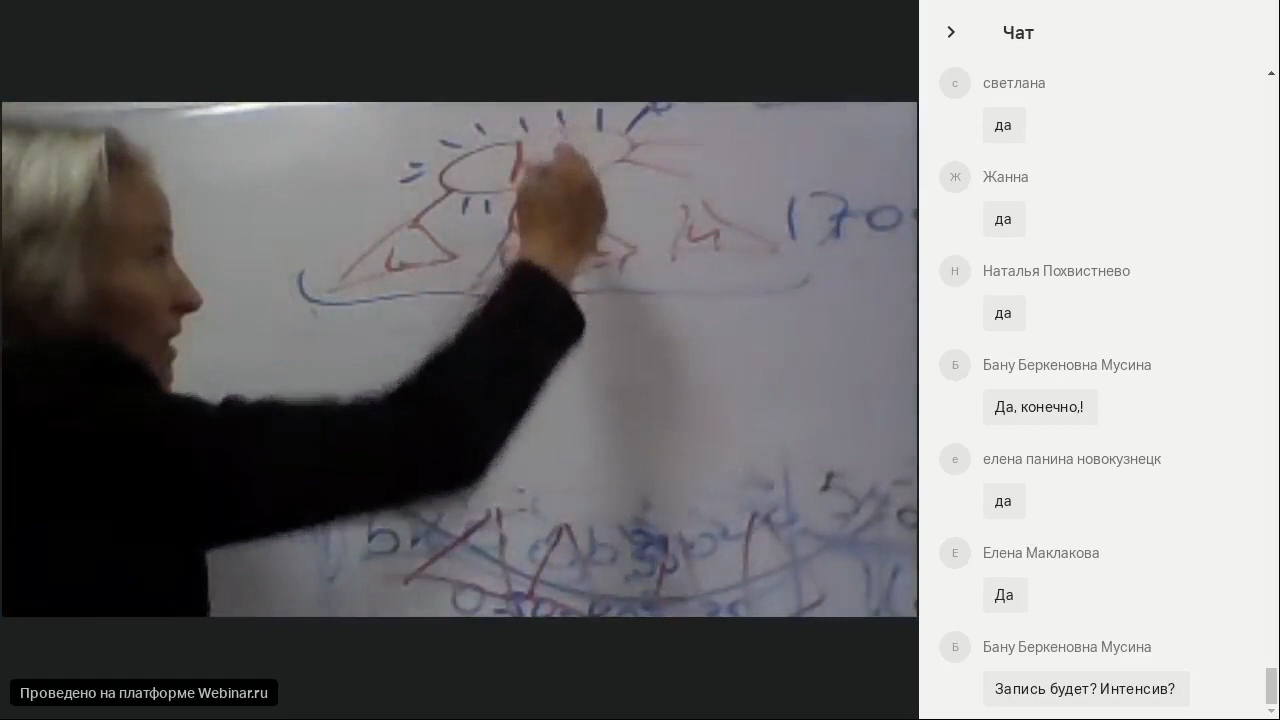 Чат
с
светлана
да
Ж
Жанна
да
Н
Наталья Похвистнево
да
Б
Бану Беркеновна Мусина
Да, конечно,!
е
елена панина новокузнецк
да
Е
Елена Маклакова
Да
Б
Бану Беркеновна Мусина
Запись будет? Интенсив?
170
Проведено на платформе Webinar.ru